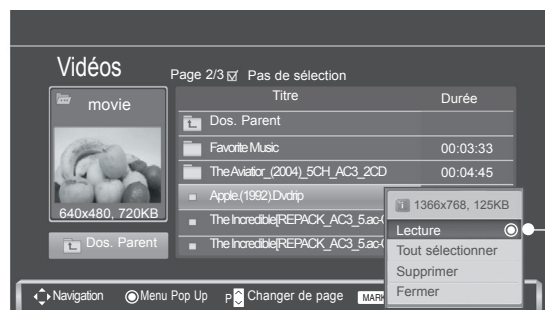 Vidéos
Page 2/3 Pas de sélection
movie
Titre Durée
Dos. Parent
Favorite Music 00:03:33
The Aviatior_(2004)_5CH_AC3_2CD 00:04:45
Apple.(1992).Dvdrip
640x480, 720KB
The Incredible[REPACK_AC3_5.ac-
The Incredible[REPACK_AC3_5.ac-
Dos. Parent
1366x768, 125KB
Lecture
Tout sélectionner
Supprimer
Fermer
Navigation Menu Pop Up P Changer de page MARK